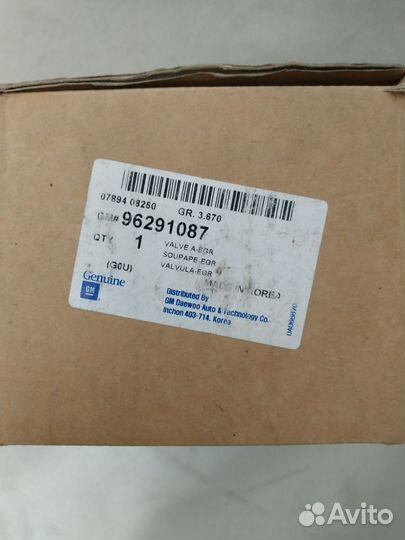 07894 08250 GR. 3.670
GM# 96291087
QTY 1 VALVE A-EGR
SOUPAPE-EGR
(G0U) VALVULA-EGR
MADE IN KOREA
Genuine
GM
Distributed by
GM Daewoo Auto & Technology Co.
Inchon 403-714, Korea
Avito